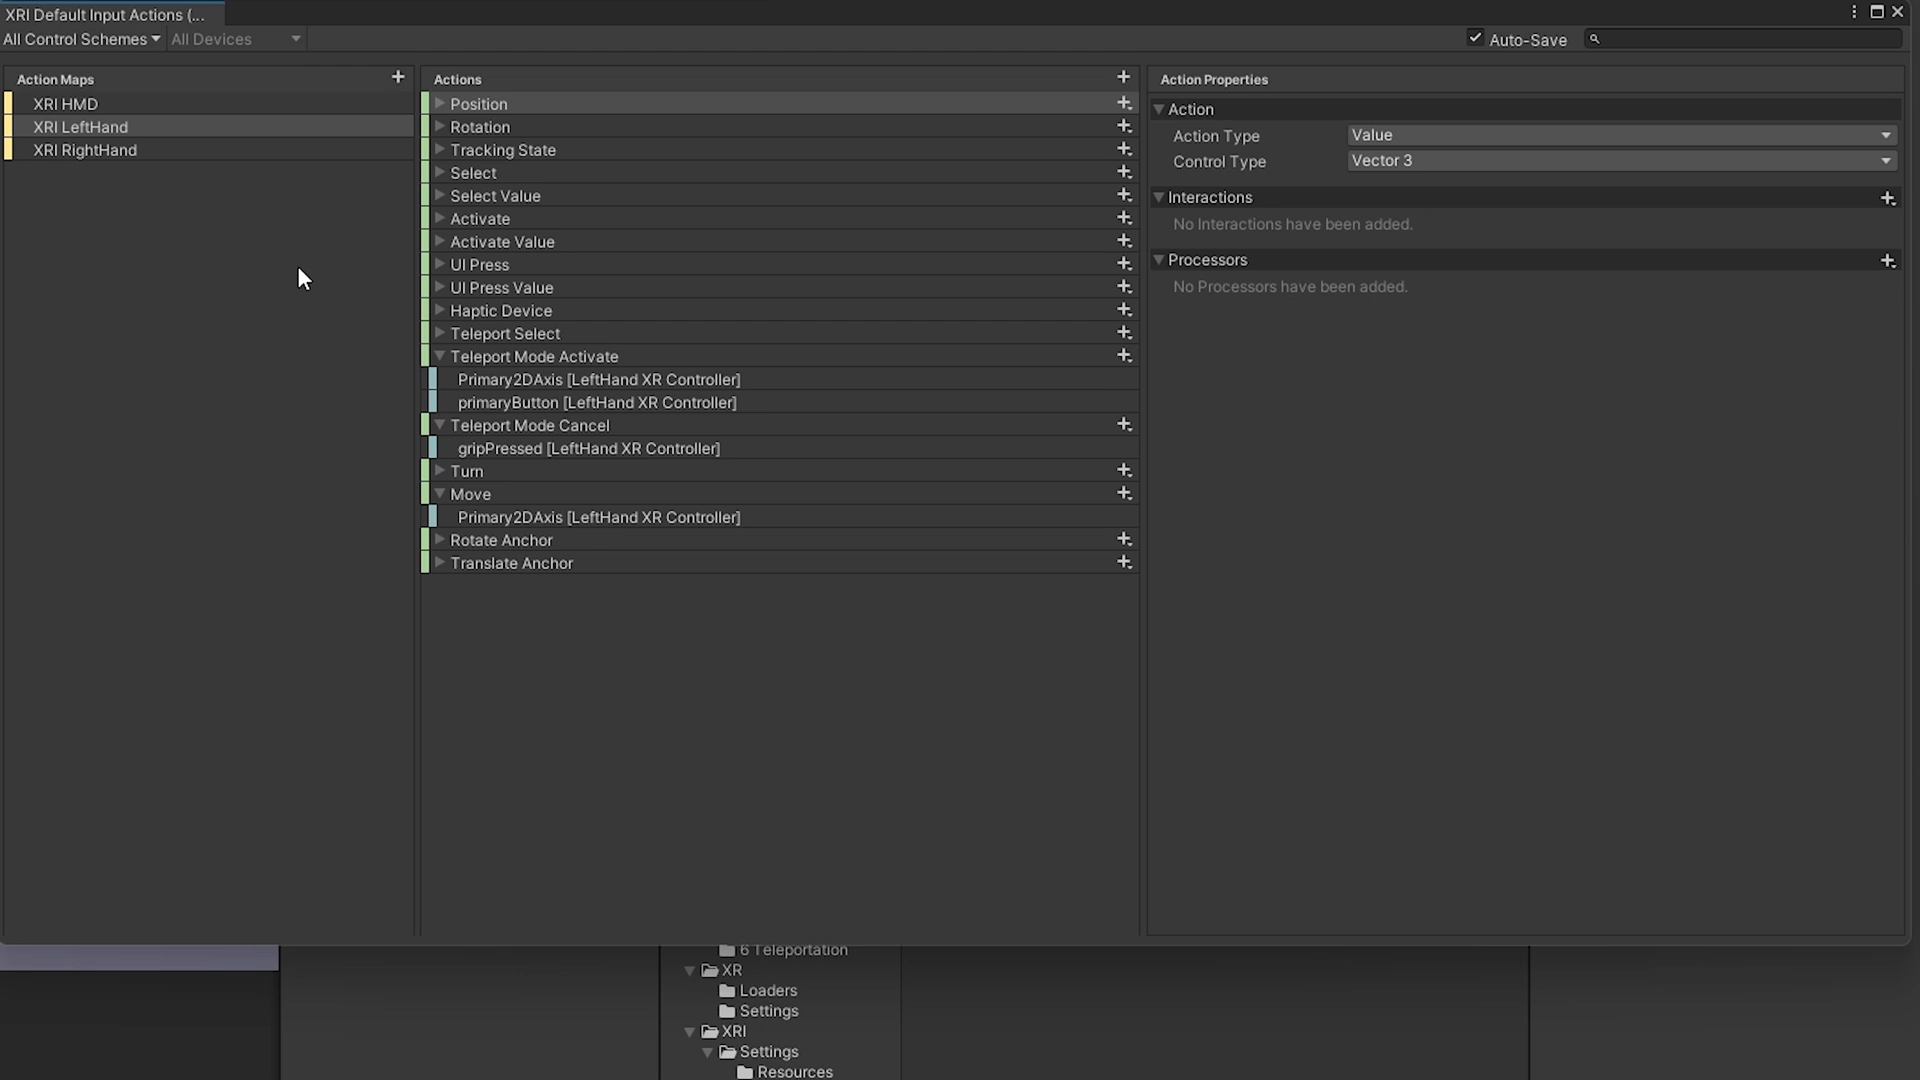 XRI Default Input Actions (...
All Control Schemes
All Devices
Auto-Save
Action Maps
XRI HMD
XRI LeftHand
XRI RightHand
Actions
Position
Rotation
Tracking State
Select
Select Value
Activate
Activate Value
UI Press
UI Press Value
Haptic Device
Teleport Select
Teleport Mode Activate
Primary2DAxis [LeftHand XR Controller]
primaryButton [LeftHand XR Controller]
Teleport Mode Cancel
gripPressed [LeftHand XR Controller]
Turn
Move
Primary2DAxis [LeftHand XR Controller]
Rotate Anchor
Translate Anchor
Action Properties
Action
Action Type Value
Control Type Vector 3
Interactions
No Interactions have been added.
Processors
No Processors have been added.
6 Teleportation
XR
Loaders
Settings
XRI
Settings
Resources